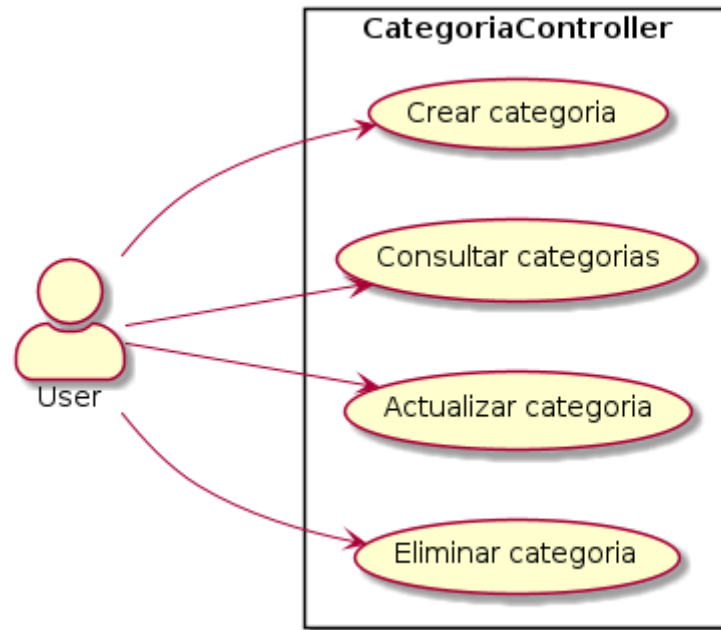 CategoriaController
Crear categoria
Consultar categorias
Actualizar categoria
User
Eliminar categoria